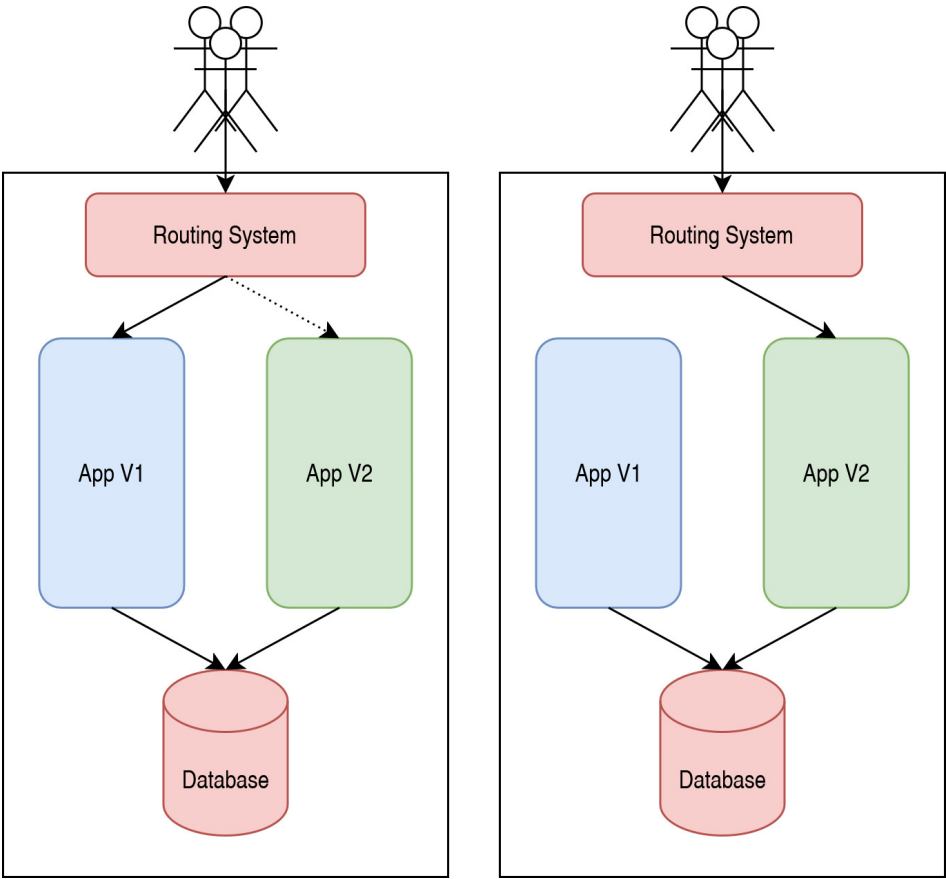 Routing System
App V1
App V2
Database
Routing System
App V1
App V2
Database